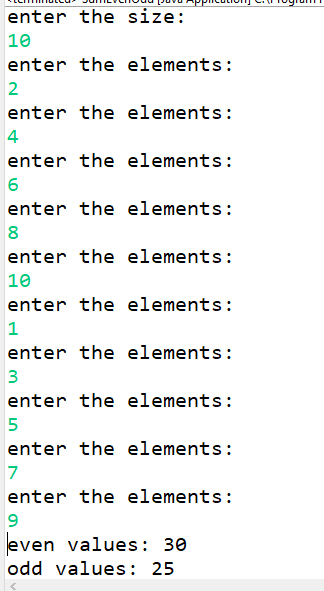 <terminated> SumEvenOdd [Java Application] C:\Program F
enter the size:
10
enter the elements:
2
enter the elements:
4
enter the elements:
6
enter the elements:
8
enter the elements:
10
enter the elements:
1
enter the elements:
3
enter the elements:
5
enter the elements:
7
enter the elements:
9
even values: 30
odd values: 25